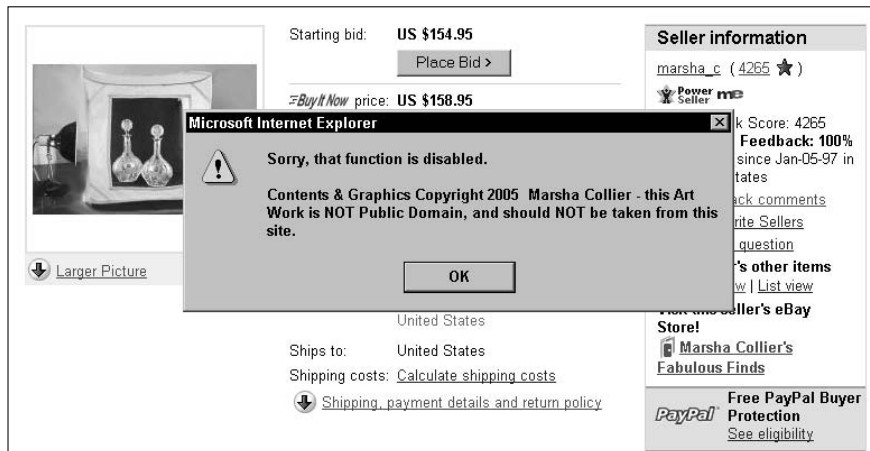 Starting bid: US $154.95
Place Bid >
Buy It Now price: US $158.95
Larger Picture
Microsoft Internet Explorer
Sorry, that function is disabled.
Contents & Graphics Copyright 2005 Marsha Collier - this Art
Work is NOT Public Domain, and should NOT be taken from this
site.
OK
United States
Ships to: United States
Shipping costs: Calculate shipping costs
Shipping, payment details and return policy
Seller information
marsha_c ( 4265 )
Power
Seller me
k Score: 4265
Feedback: 100%
since Jan-05-97 in
tates
ack comments
rite Sellers
question
r's other items
w | List view
seller's eBay
Store!
Marsha Collier's
Fabulous Finds
PayPal
Free PayPal Buyer
Protection
See eligibility